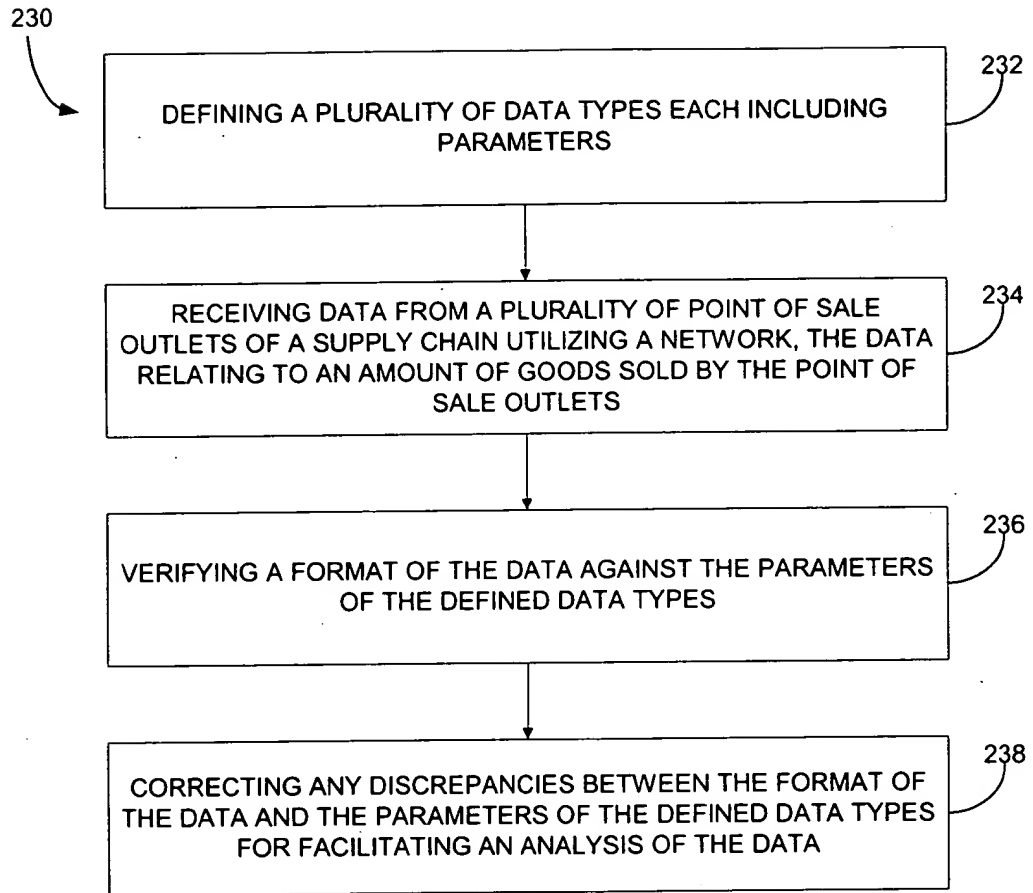 230
232
DEFINING A PLURALITY OF DATA TYPES EACH INCLUDING
PARAMETERS
234
RECEIVING DATA FROM A PLURALITY OF POINT OF SALE
OUTLETS OF A SUPPLY CHAIN UTILIZING A NETWORK, THE DATA
RELATING TO AN AMOUNT OF GOODS SOLD BY THE POINT OF
SALE OUTLETS
236
VERIFYING A FORMAT OF THE DATA AGAINST THE PARAMETERS
OF THE DEFINED DATA TYPES
238
CORRECTING ANY DISCREPANCIES BETWEEN THE FORMAT OF
THE DATA AND THE PARAMETERS OF THE DEFINED DATA TYPES
FOR FACILITATING AN ANALYSIS OF THE DATA